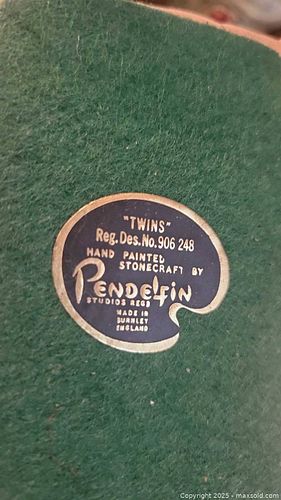 "TWINS"
Reg. Des. No. 906 248
HAND PAINTED
STONECRAFT BY
PENDELFIN
STUDIOS REGD
MADE IN
BURNLEY
ENGLAND
Copyright © 2025 - maxsold.com